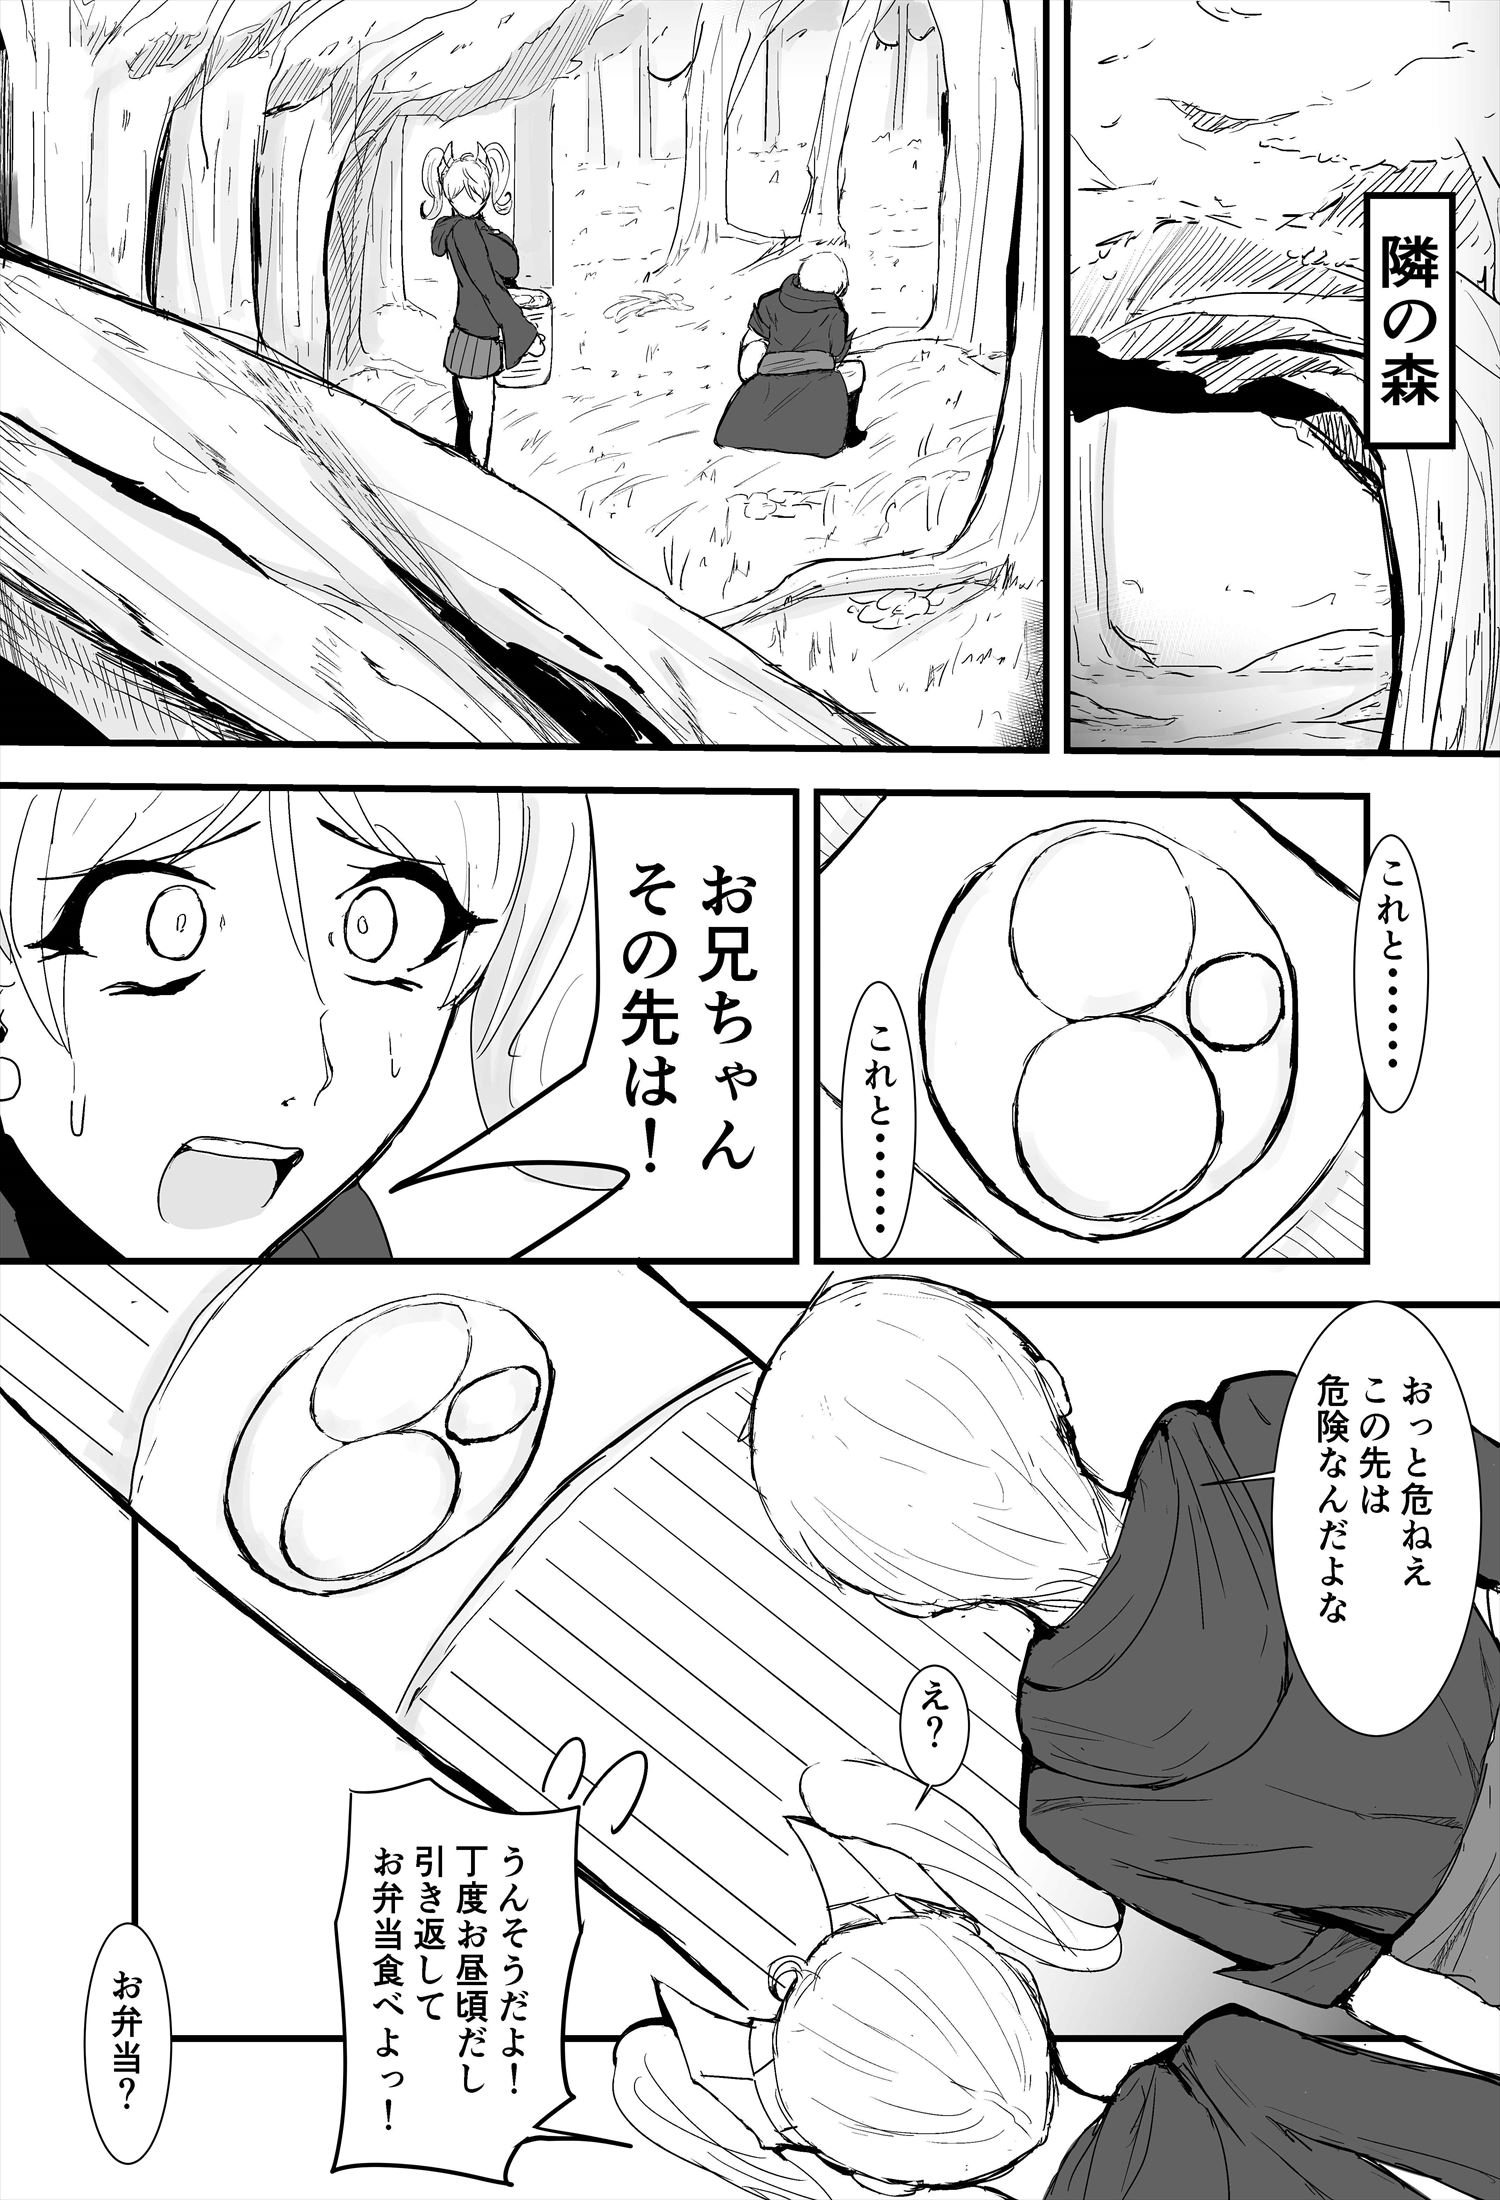 隣の森
これと・・・・・・・
これと・・・・・・・
お兄ちゃん
その先は！
おっと危ねえ
この先は
危険なんだよな
え？
うんそうだよ！
丁度お昼頃だし
引き返して
お弁当食べよっ！
お弁当？